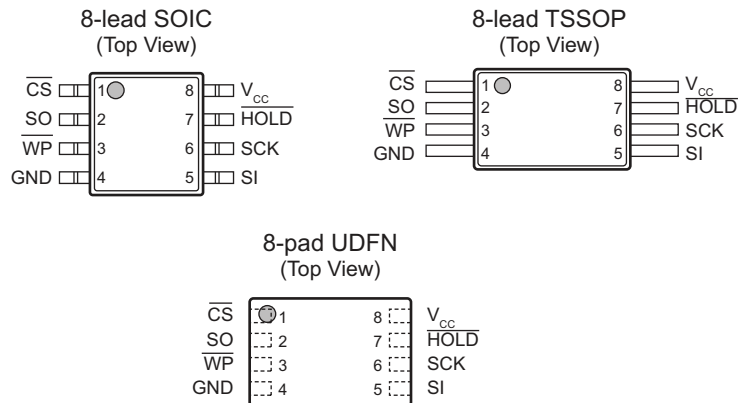 8-lead SOIC
(Top View)
CS 1 8 VCC
SO 2 7 HOLD
WP 3 6 SCK
GND 4 5 SI
8-lead TSSOP
(Top View)
CS 1 8 VCC
SO 2 7 HOLD
WP 3 6 SCK
GND 4 5 SI
8-pad UDFN
(Top View)
CS 1 8 VCC
SO 2 7 HOLD
WP 3 6 SCK
GND 4 5 SI